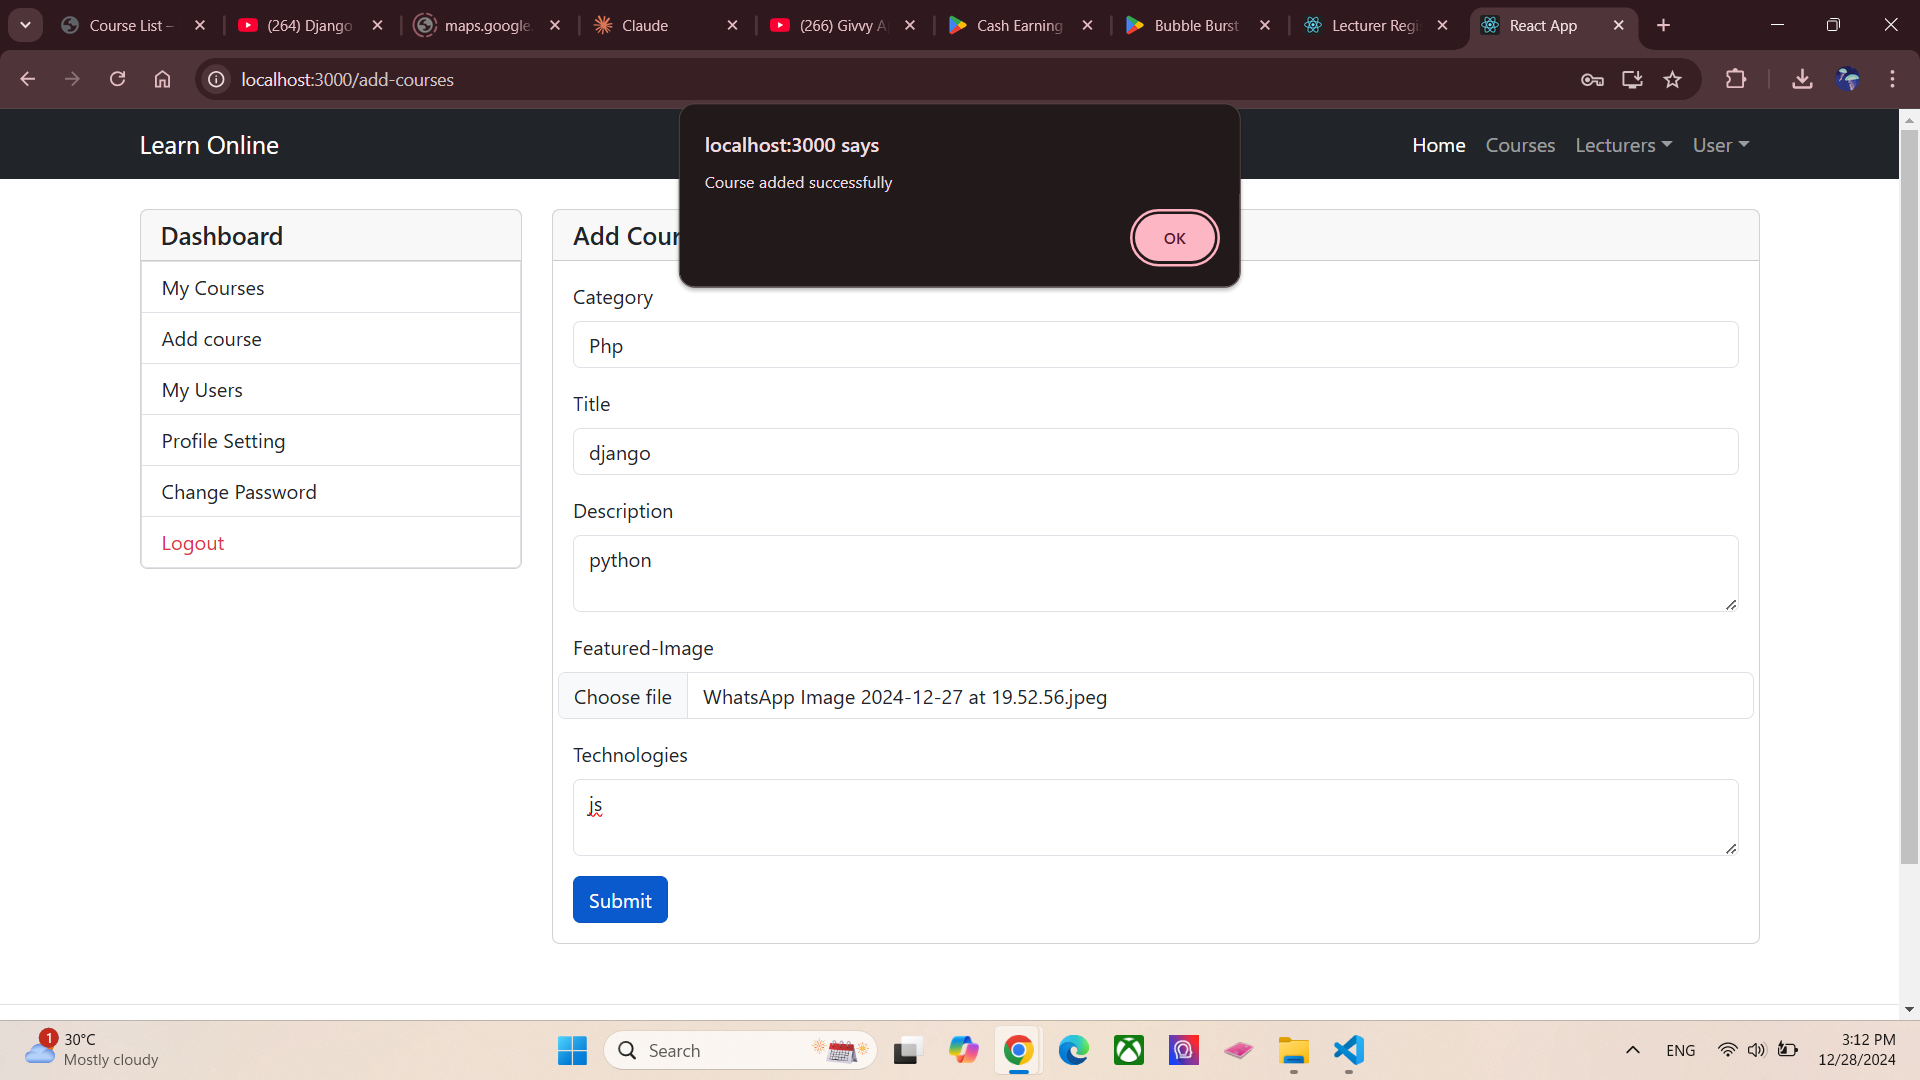 Course List –
(264) Django
maps.google.
Claude
(266) Givvy A
Cash Earning
Bubble Burst
Lecturer Regi
React App
localhost:3000/add-courses
Learn Online
Home
Courses
Lecturers
User
localhost:3000 says
Course added successfully
OK
Dashboard
My Courses
Add course
My Users
Profile Setting
Change Password
Logout
Add Cour
Category
Php
Title
django
Description
python
Featured-Image
Choose file
WhatsApp Image 2024-12-27 at 19.52.56.jpeg
Technologies
js
Submit
1
30°C
Mostly cloudy
Search
ENG
3:12 PM
12/28/2024